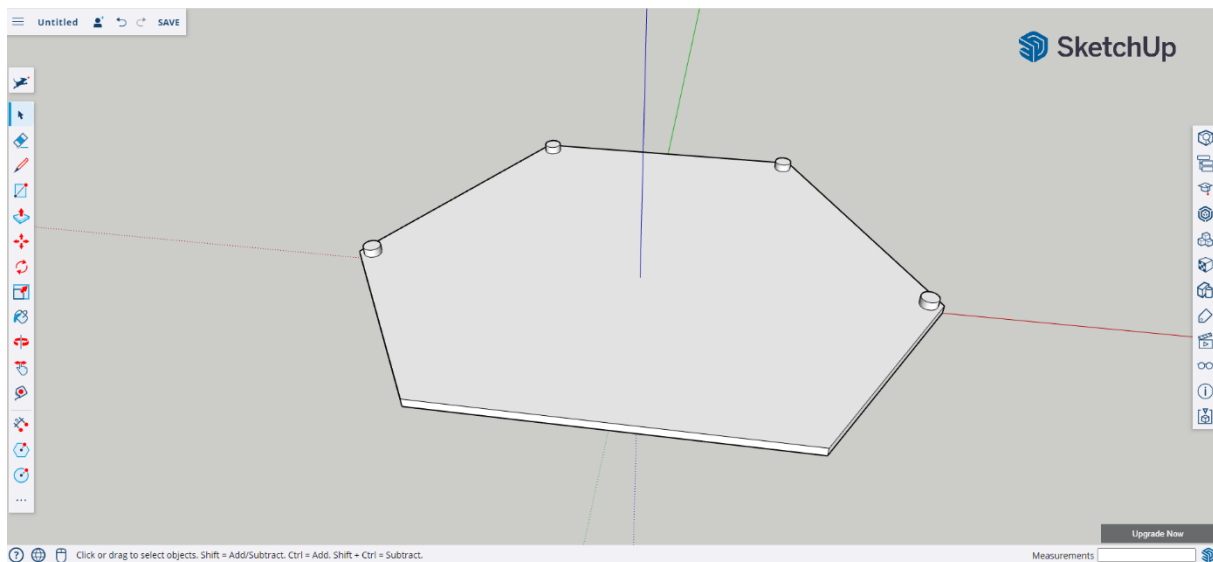 Untitled SAVE
SketchUp
Upgrade Now
Click or drag to select objects. Shift = Add/Subtract. Ctrl = Add. Shift + Ctrl = Subtract.
Measurements